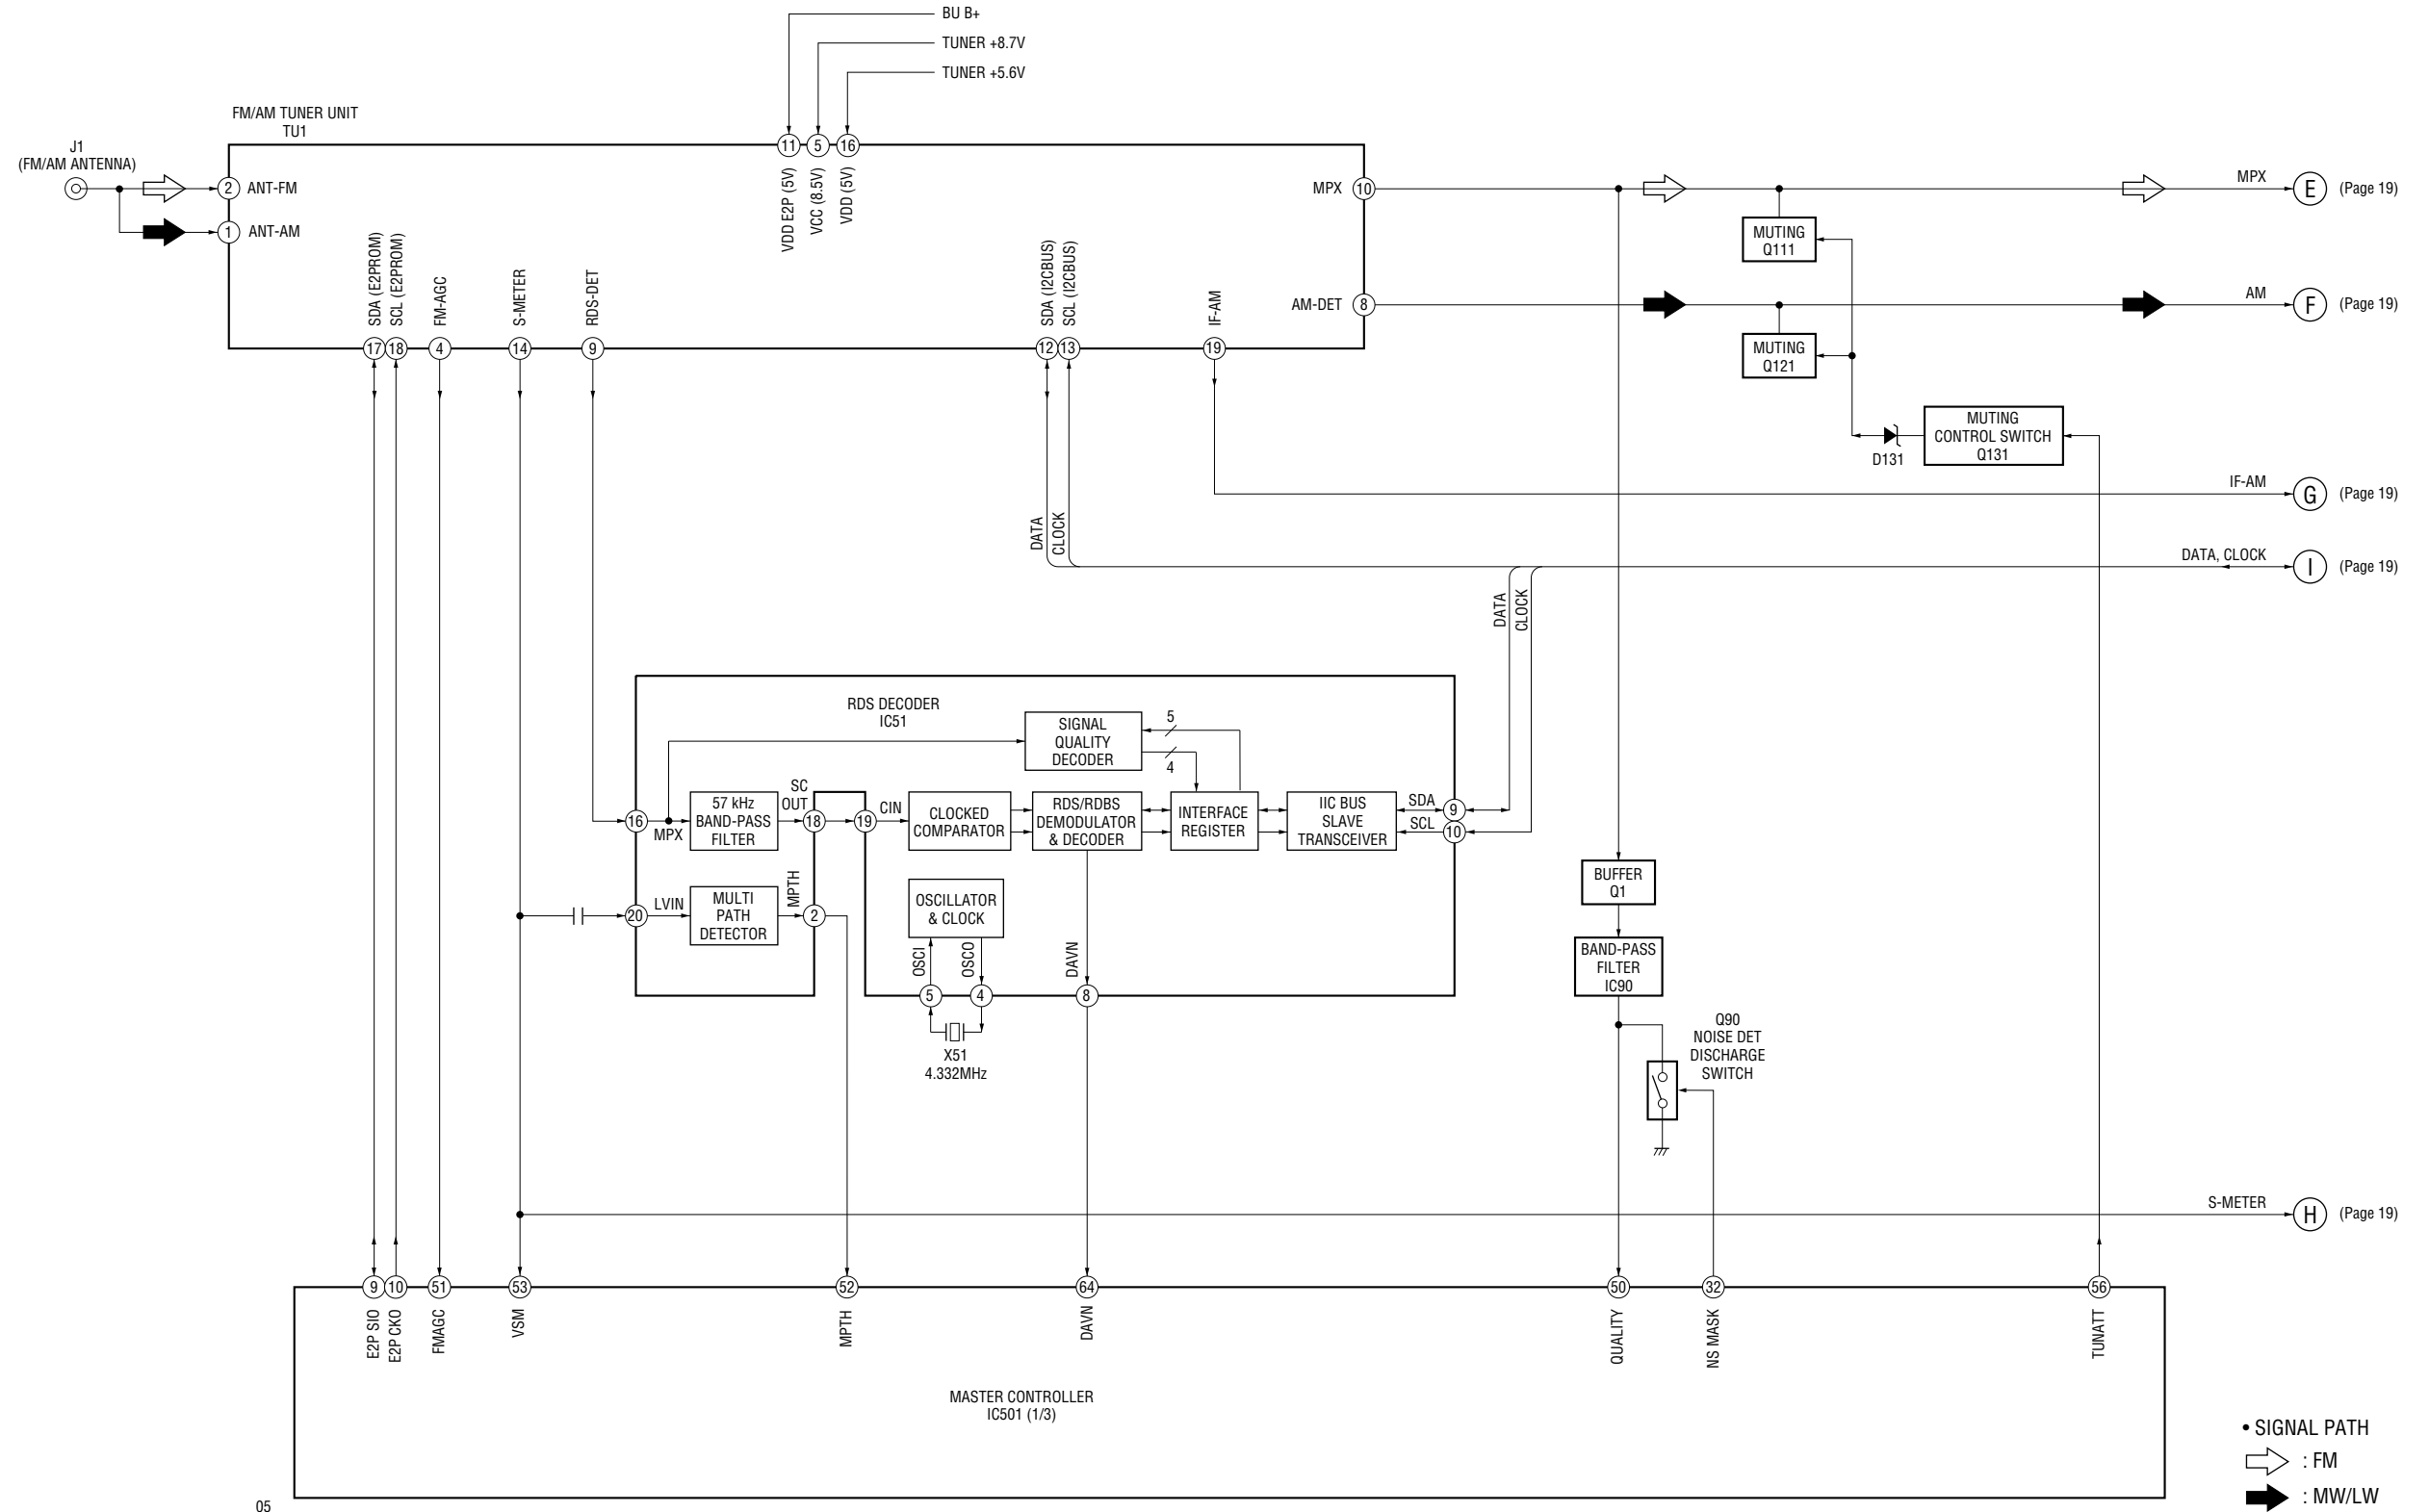 BU B+
TUNER +8.7V
TUNER +5.6V
FM/AM TUNER UNIT
TU1
J1
(FM/AM ANTENNA)
2 ANT-FM
1 ANT-AM
11 5 16
VDD E2P (5V)
VCC (8.5V)
VDD (5V)
MPX 10
AM-DET 8
SDA (E2PROM)
SCL (E2PROM)
FM-AGC
S-METER
RDS-DET
SDA (I2CBUS)
SCL (I2CBUS)
IF-AM
17 18 4 14 9 12 13 19
MPX E (Page 19)
MUTING
Q111
AM F (Page 19)
MUTING
Q121
MUTING
CONTROL SWITCH
Q131
D131
IF-AM G (Page 19)
DATA
CLOCK
DATA, CLOCK I (Page 19)
DATA
CLOCK
RDS DECODER
IC51
SIGNAL
QUALITY
DECODER
5
4
16
MPX
57 kHz
BAND-PASS
FILTER
SC
OUT
18 19
CIN
CLOCKED
COMPARATOR
RDS/RDBS
DEMODULATOR
& DECODER
INTERFACE
REGISTER
IIC BUS
SLAVE
TRANSCEIVER
SDA 9
SCL 10
20 LVIN
MULTI
PATH
DETECTOR
MPTH
2
OSCILLATOR
& CLOCK
OSCI
OSCO
DAVN
5 4 8
X51
4.332MHz
BUFFER
Q1
BAND-PASS
FILTER
IC90
Q90
NOISE DET
DISCHARGE
SWITCH
S-METER H (Page 19)
9 10 51 53 52 64 50 32 56
E2P SIO
E2P CKO
FMAGC
VSM
MPTH
DAVN
QUALITY
NS MASK
TUNATT
MASTER CONTROLLER
IC501 (1/3)
• SIGNAL PATH
: FM
: MW/LW
05